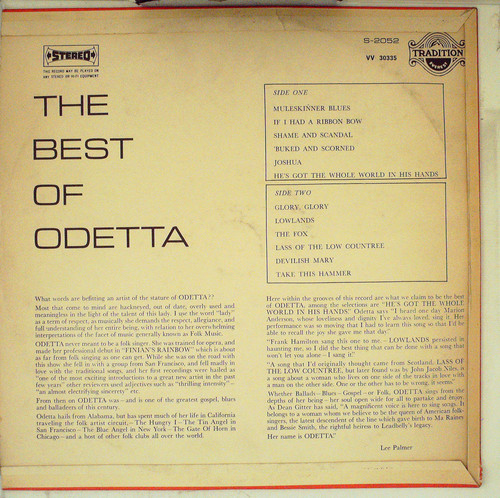 STEREO
THIS RECORD MAY BE PLAYED ON
ANY STEREO OR HI-FI EQUIPMENT
S-2052
VV 30335
TRADITION
THE
BEST
OF
ODETTA
SIDE ONE
MULESKINNER BLUES
IF I HAD A RIBBON BOW
SHAME AND SCANDAL
'BUKED AND SCORNED
JOSHUA
HE'S GOT THE WHOLE WORLD IN HIS HANDS
SIDE TWO
GLORY, GLORY
LOWLANDS
THE FOX
LASS OF THE LOW COUNTREE
DEVILISH MARY
TAKE THIS HAMMER
What words are befitting an artist of the stature of ODETTA??
Most that come to mind are hackneyed, out of date, overly used and
meaningless in the light of the talent of this lady. I use the word "lady"
as a term of respect, as musically she demands the respect, allegiance, and
full understanding of her entire being, with relation to her overwhelming
interpretations of the facet of music generally known as Folk Music.
ODETTA never meant to be a folk singer. She was trained for opera, and
made her professional debut in "FINIAN'S RAINBOW" which is about
as far from folk singing as one can get. While she was on the road with
this show she fell in with a group from San Francisco, and fell madly in
love with the traditional songs, and her first recordings were hailed as
"one of the most exciting introductions to a great new artist in the past
few years" other reviewers used adjectives such as "thrilling intensity"—
"an almost electrifying sincerety" etc.
From then on ODETTA was—and is one of the greatest gospel, blues
and balladeers of this century.
Odetta hails from Alabama, but has spent much of her life in California
traveling the folk artist circuit,—The Hungry I—The Tin Angel in
San Francisco—The Blue Angel in New York—The Gate Of Horn in
Chicago—and a host of other folk clubs all over the world.
Here within the grooves of this record are what we claim to be the best
of ODETTA, among the selections are "HE'S GOT THE WHOLE
WORLD IN HIS HANDS." Odetta says "I heard one day Marian
Anderson, whose loveliness and dignity I've always loved; sing it. Her
performance was so moving that I had to learn this song so that I'd be
able to recall the joy she gave me that day."
"Frank Hamilton sang this one to me—LOWLANDS persisted in
haunting me, so I did the best thing that can be done with a song that
won't let you alone—I sung it"
"A song that I'd originally thought came from Scotland, LASS OF
THE LOW COUNTREE, but later found was by John Jacob Niles, is
a song about a woman who lives on one side of the tracks in love with
a man on the other side. One or the other has to be wrong, it seems.
Whether Ballads—Blues—Gospel—or Folk, ODETTA sings from the
depths of her being—her soul open wide for all to partake and enjoy.
As Dean Gitter has said, "A magnificent voice is here to sing songs. It
belongs to a woman whom we believe to be the queen of American folk-
singers, the latest descendent of the line which gave birth to Ma Rainey
and Bessie Smith, the rightful heiress to Leadbelly's legacy.
Her name is ODETTA"
Lee Palmer